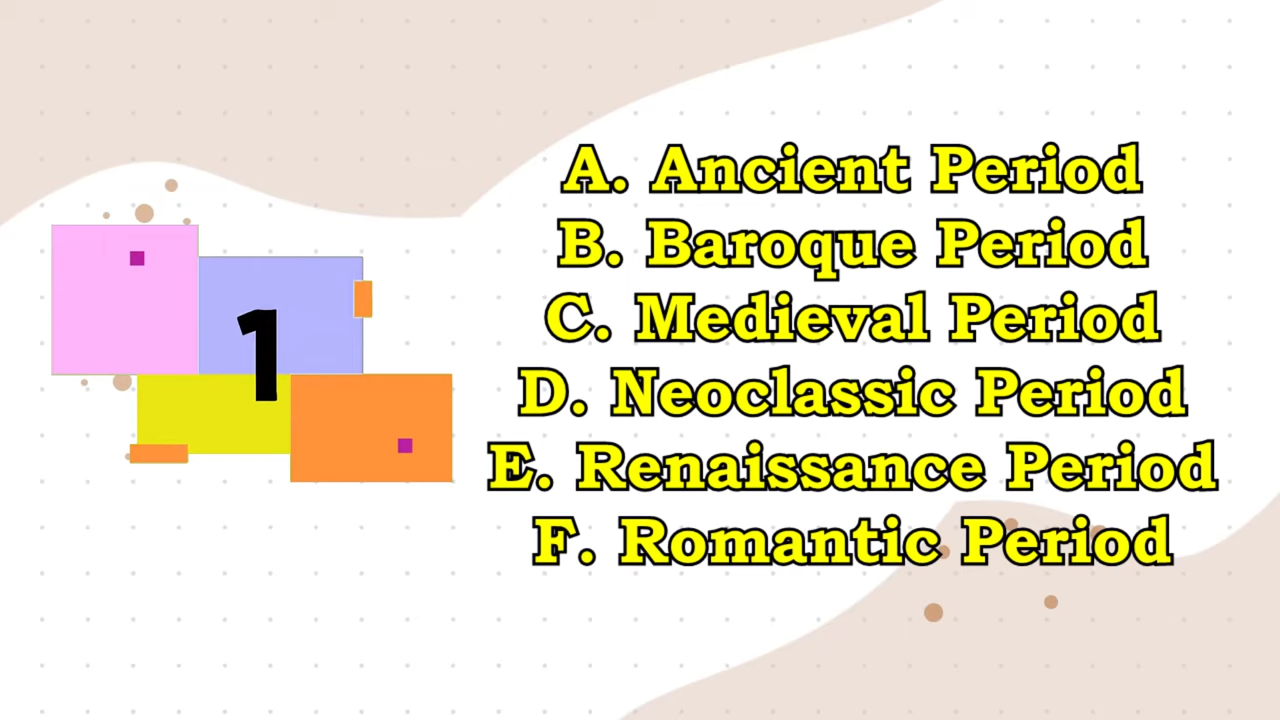 1
A. Ancient Period
B. Baroque Period
C. Medieval Period
D. Neoclassic Period
E. Renaissance Period
F. Romantic Period